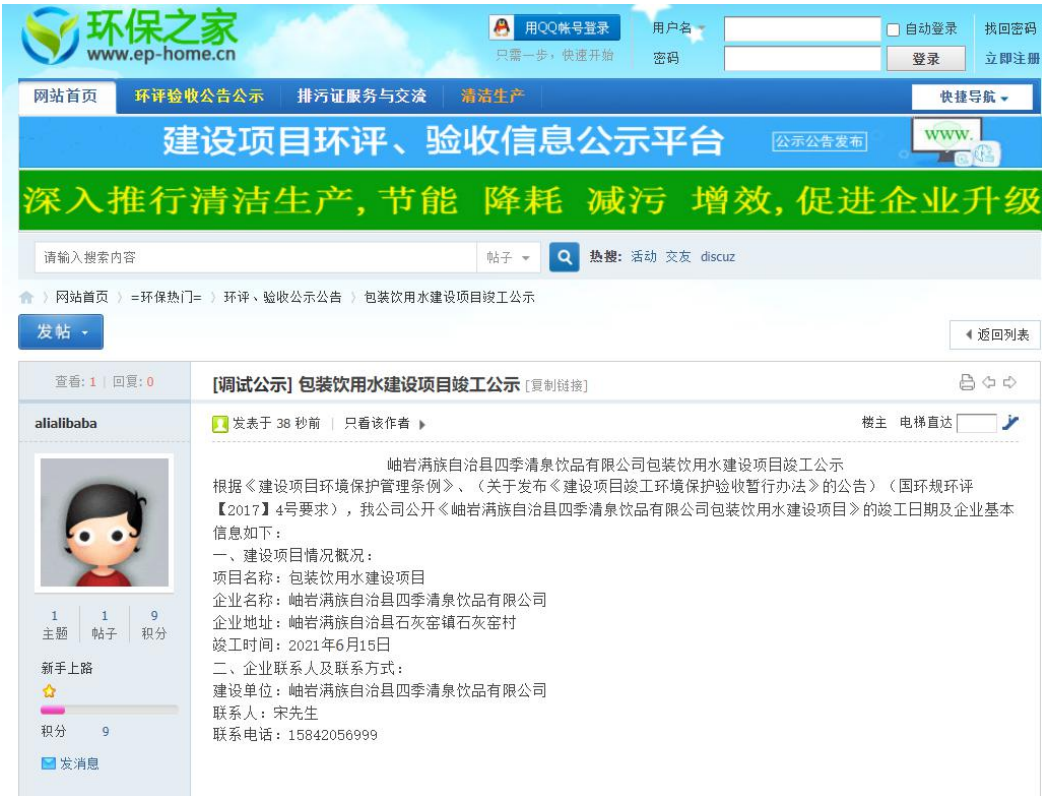 环保之家
www.ep-home.cn
用QQ帐号登录
只需一步，快速开始
用户名
自动登录
找回密码
密码
登录
立即注册
网站首页
环评验收公告公示
排污证服务与交流
清洁生产
快捷导航
建设项目环评、验收信息公示平台
公示公告发布
www.
深入推行清洁生产,节能 降耗 减污 增效,促进企业升级
请输入搜索内容
帖子
热搜: 活动 交友 discuz
网站首页 〉 =环保热门= 〉 环评、验收公示公告 〉 包装饮用水建设项目竣工公示
发帖
返回列表
查看: 1 | 回复: 0
[调试公示] 包装饮用水建设项目竣工公示 [复制链接]
alialibaba
发表于 38 秒前 | 只看该作者
楼主 电梯直达
岫岩满族自治县四季清泉饮品有限公司包装饮用水建设项目竣工公示
根据《建设项目环境保护管理条例》、（关于发布《建设项目竣工环境保护验收暂行办法》的公告）（国环规环评
【2017】4号要求），我公司公开《岫岩满族自治县四季清泉饮品有限公司包装饮用水建设项目》的竣工日期及企业基本
信息如下：
一、建设项目情况概况：
项目名称：包装饮用水建设项目
企业名称：岫岩满族自治县四季清泉饮品有限公司
企业地址：岫岩满族自治县石灰窑镇石灰窑村
竣工时间：2021年6月15日
二、企业联系人及联系方式：
建设单位：岫岩满族自治县四季清泉饮品有限公司
联系人：宋先生
联系电话：15842056999
1 1 9
主题 帖子 积分
新手上路
积分 9
发消息